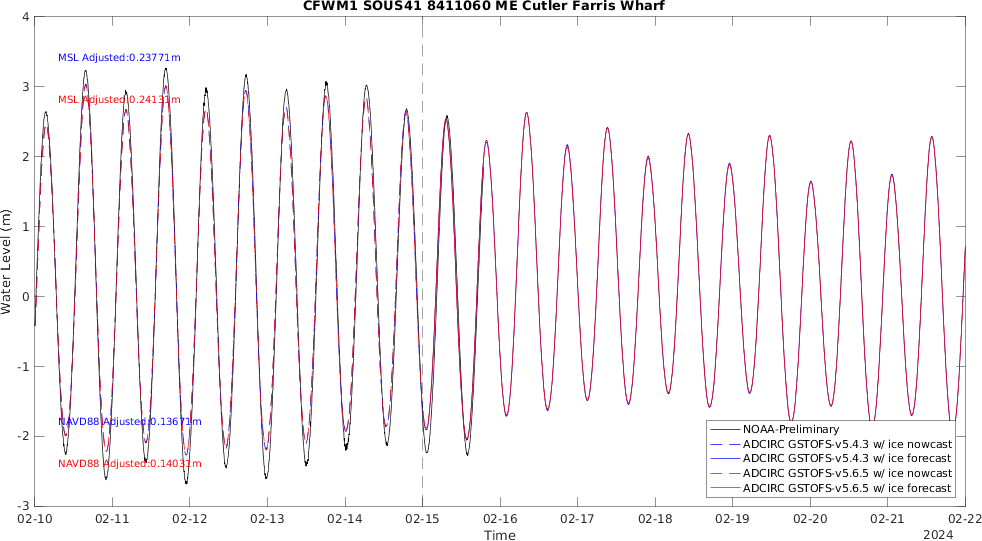 CFWM1 SOUS41 8411060 ME Cutler Farris Wharf
4
3
2
1
0
-1
-2
-3
Water Level (m)
MSL Adjusted:0.23771m
MSL Adjusted:0.24131m
NAVD88 Adjusted:0.13671m
NAVD88 Adjusted:0.14031m
NOAA-Preliminary
ADCIRC GSTOFS-v5.4.3 w/ ice nowcast
ADCIRC GSTOFS-v5.4.3 w/ ice forecast
ADCIRC GSTOFS-v5.6.5 w/ ice nowcast
ADCIRC GSTOFS-v5.6.5 w/ ice forecast
02-10 02-11 02-12 02-13 02-14 02-15 02-16 02-17 02-18 02-19 02-20 02-21 02-22
Time
2024